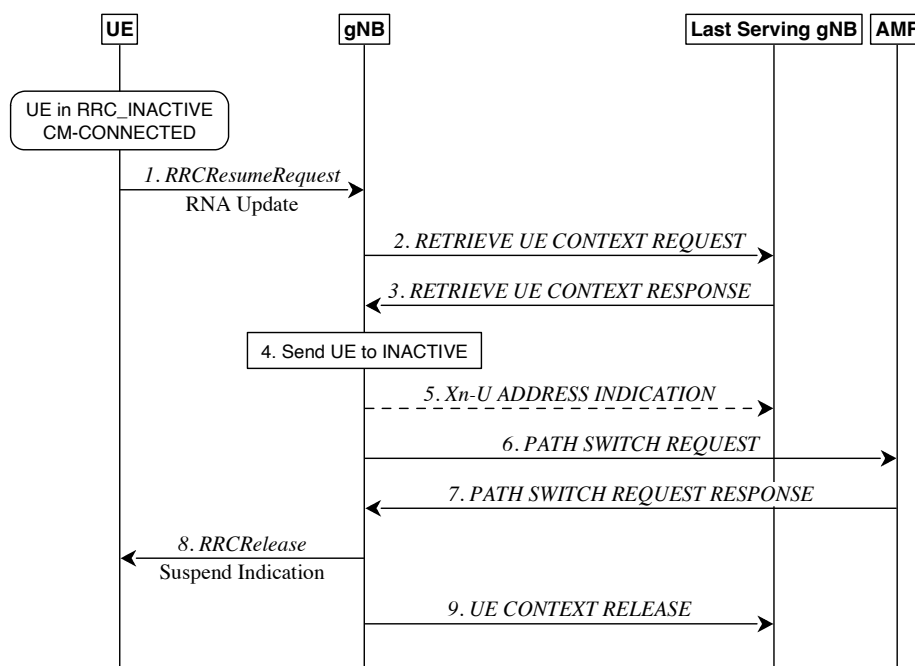 UE
gNB
Last Serving gNB
AMF
UE in RRC_INACTIVE
CM-CONNECTED
1. RRCResumeRequest
RNA Update
2. RETRIEVE UE CONTEXT REQUEST
3. RETRIEVE UE CONTEXT RESPONSE
4. Send UE to INACTIVE
5. Xn-U ADDRESS INDICATION
6. PATH SWITCH REQUEST
7. PATH SWITCH REQUEST RESPONSE
8. RRCRelease
Suspend Indication
9. UE CONTEXT RELEASE